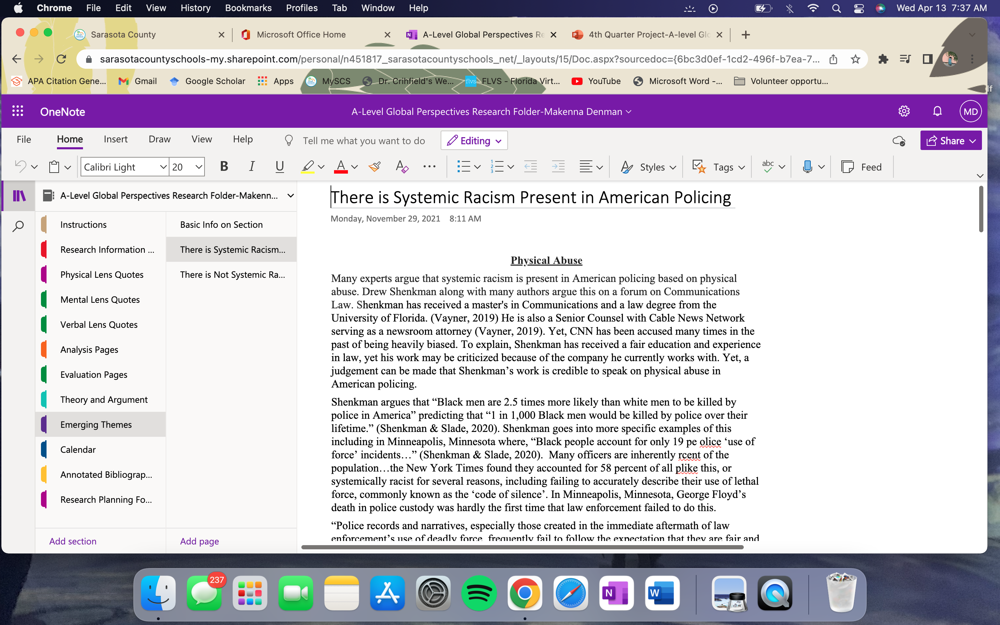 Chrome File Edit View History Bookmarks Profiles Tab Window Help Wed Apr 13 7:37 AM
Sarasota County Microsoft Office Home A-Level Global Perspectives Re 4th Quarter Project-A-level Glo
sarasotacountyschools-my.sharepoint.com/personal/n451817_sarasotacountyschools_net/_layouts/15/Doc.aspx?sourcedoc={6bc3d0ef-1cd2-496f-b7ea-7...
APA Citation Gene... Gmail Google Scholar Apps MySCS Dr. Crihfield's We... flvs FLVS - Florida Virt... YouTube Microsoft Word -... Volunteer opportu...
lf
OneNote A-Level Global Perspectives Research Folder-Makenna Denman MD
File Home Insert Draw View Help Tell me what you want to do Editing Share
Calibri Light 20 B I U A A Styles Tags abc Feed
A-Level Global Perspectives Research Folder-Makenn...
Instructions
Research Information ...
Physical Lens Quotes
Mental Lens Quotes
Verbal Lens Quotes
Analysis Pages
Evaluation Pages
Theory and Argument
Emerging Themes
Calendar
Annotated Bibliograp...
Research Planning Fo...
Add section
Basic Info on Section
There is Systemic Racism...
There is Not Systemic Ra...
Add page
There is Systemic Racism Present in American Policing
Monday, November 29, 2021 8:11 AM
Physical Abuse
Many experts argue that systemic racism is present in American policing based on physical
abuse. Drew Shenkman along with many authors argue this on a forum on Communications
Law. Shenkman has received a master's in Communications and a law degree from the
University of Florida. (Vayner, 2019) He is also a Senior Counsel with Cable News Network
serving as a newsroom attorney (Vayner, 2019). Yet, CNN has been accused many times in the
past of being heavily biased. To explain, Shenkman has received a fair education and experience
in law, yet his work may be criticized because of the company he currently works with. Yet, a
judgement can be made that Shenkman’s work is credible to speak on physical abuse in
American policing.
Shenkman argues that “Black men are 2.5 times more likely than white men to be killed by
police in America” predicting that “1 in 1,000 Black men would be killed by police over their
lifetime.” (Shenkman & Slade, 2020). Shenkman goes into more specific examples of this
including in Minneapolis, Minnesota where, “Black people account for only 19 pe olice ‘use of
force’ incidents…” (Shenkman & Slade, 2020).  Many officers are inherently rcent of the
population…the New York Times found they accounted for 58 percent of all plike this, or
systemically racist for several reasons, including failing to accurately describe their use of lethal
force, commonly known as the ‘code of silence’. In Minneapolis, Minnesota, George Floyd’s
death in police custody was hardly the first time that law enforcement failed to do this.
“Police records and narratives, especially those created in the immediate aftermath of law
enforcement’s use of deadly force, frequently fail to follow the expectation that they are fair and
237
N W